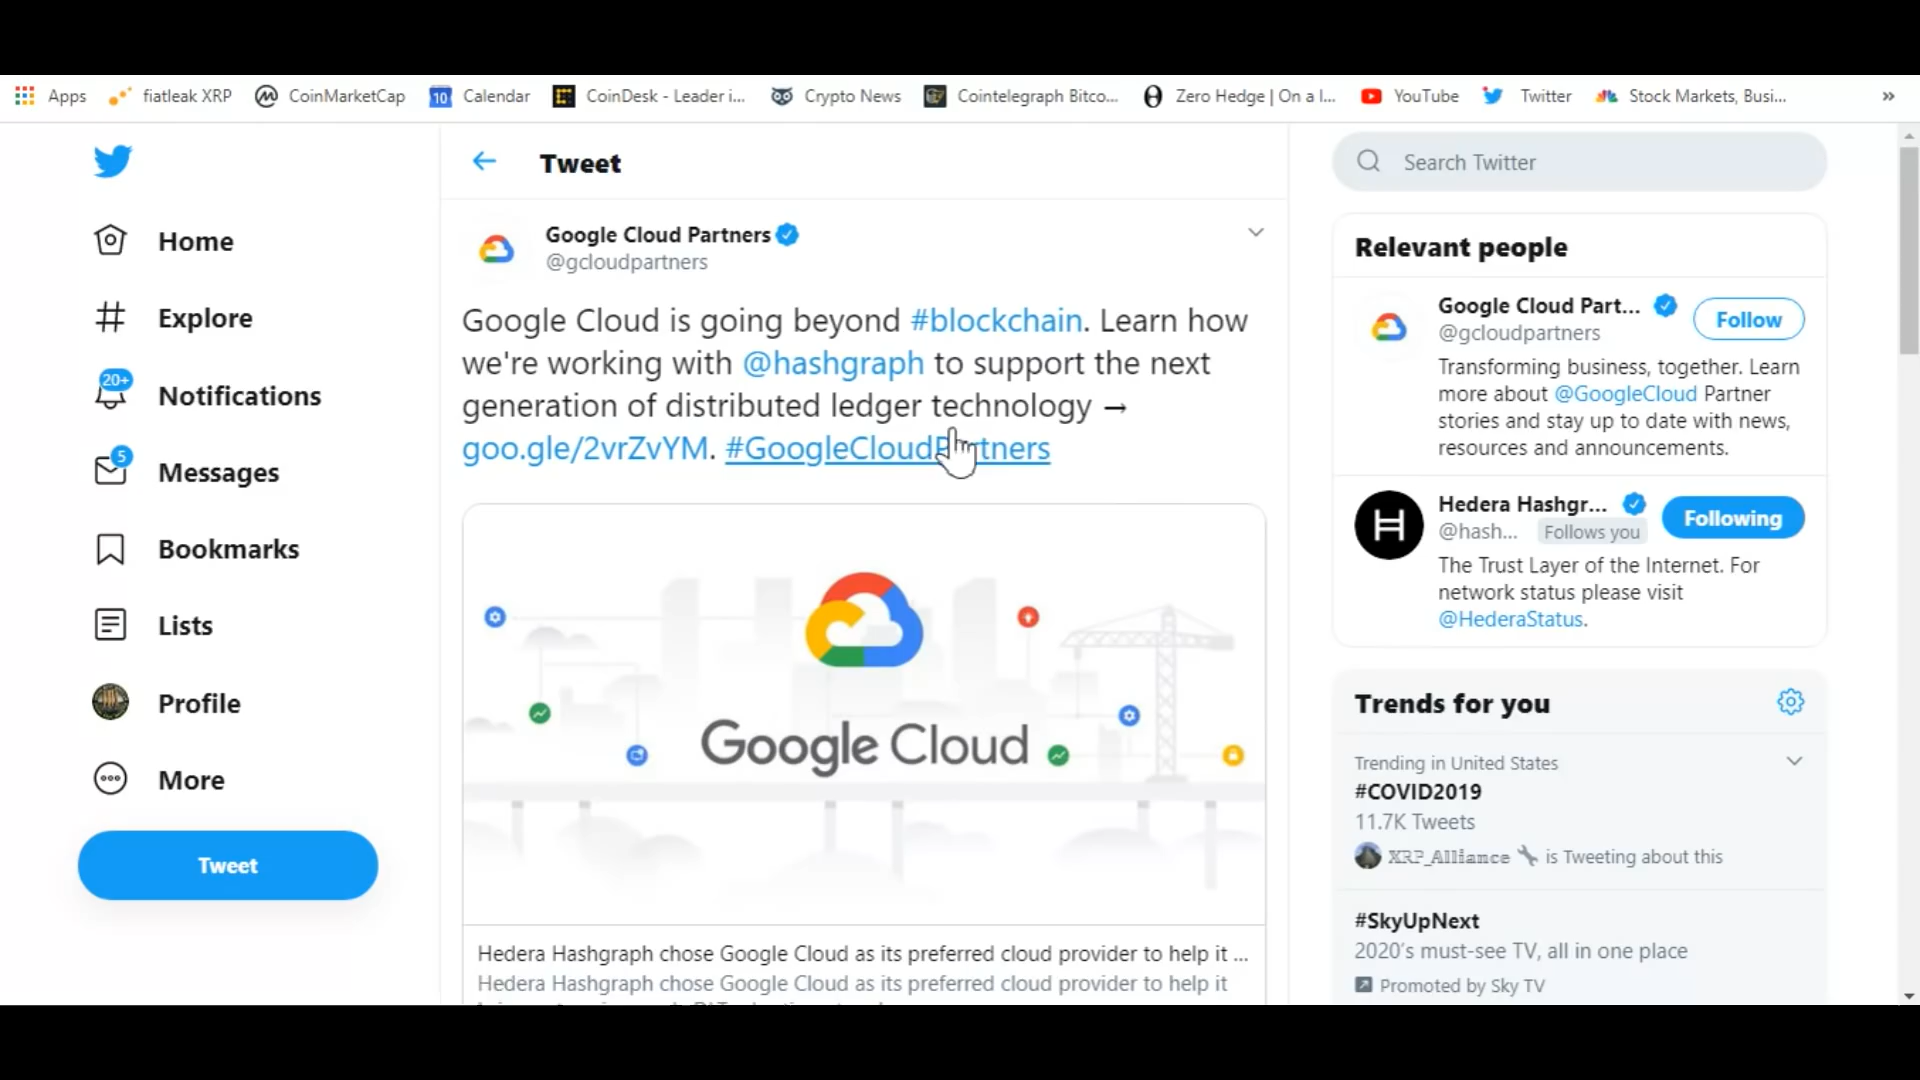 Apps fiatleak XRP CoinMarketCap 10 Calendar CoinDesk - Leader i... Crypto News Cointelegraph Bitco... Zero Hedge | On a l... YouTube Twitter Stock Markets, Busi... »
Home
Explore
20+
Notifications
5
Messages
Bookmarks
Lists
Profile
More
Tweet
Tweet
Google Cloud Partners
@gcloudpartners
Google Cloud is going beyond #blockchain. Learn how
we're working with @hashgraph to support the next
generation of distributed ledger technology →
goo.gle/2vrZvYM. #GoogleCloudPartners
Google Cloud
Hedera Hashgraph chose Google Cloud as its preferred cloud provider to help it ...
Hedera Hashgraph chose Google Cloud as its preferred cloud provider to help it
Search Twitter
Relevant people
Google Cloud Part...
Follow
@gcloudpartners
Transforming business, together. Learn
more about @GoogleCloud Partner
stories and stay up to date with news,
resources and announcements.
Hedera Hashgr...
Following
@hash... Follows you
The Trust Layer of the Internet. For
network status please visit
@HederaStatus.
Trends for you
Trending in United States
#COVID2019
11.7K Tweets
XRP_Alliance is Tweeting about this
#SkyUpNext
2020's must-see TV, all in one place
Promoted by Sky TV